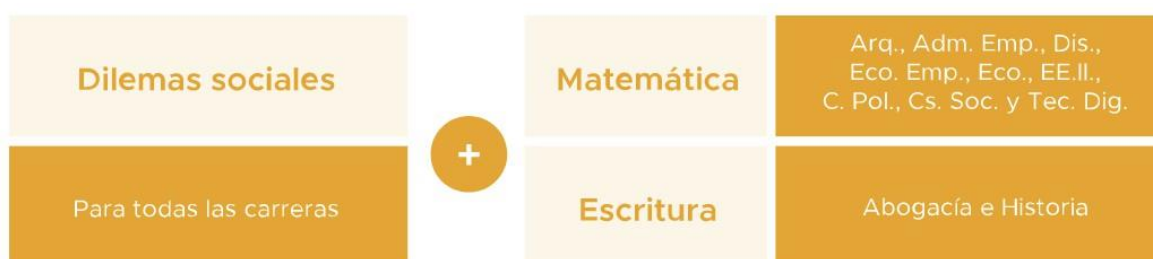 Dilemas sociales
Para todas las carreras
+
Matemática
Arq., Adm. Emp., Dis.,
Eco. Emp., Eco., EE.II.,
C. Pol., Cs. Soc. y Tec. Dig.
Escritura
Abogacía e Historia